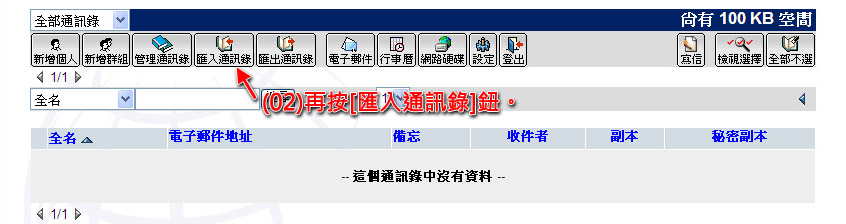 全部通訊錄 尚有 100 KB 空間
新增個人 新增群組 管理通訊錄 匯入通訊錄 匯出通訊錄 電子郵件 行事曆 網路硬碟 設定 登出 寫信 檢視選擇 全部不選
1/1
全名
(02)再按[匯入通訊錄]鈕。
全名 電子郵件地址 備忘 收件者 副本 秘密副本
-- 這個通訊錄中沒有資料 --
1/1